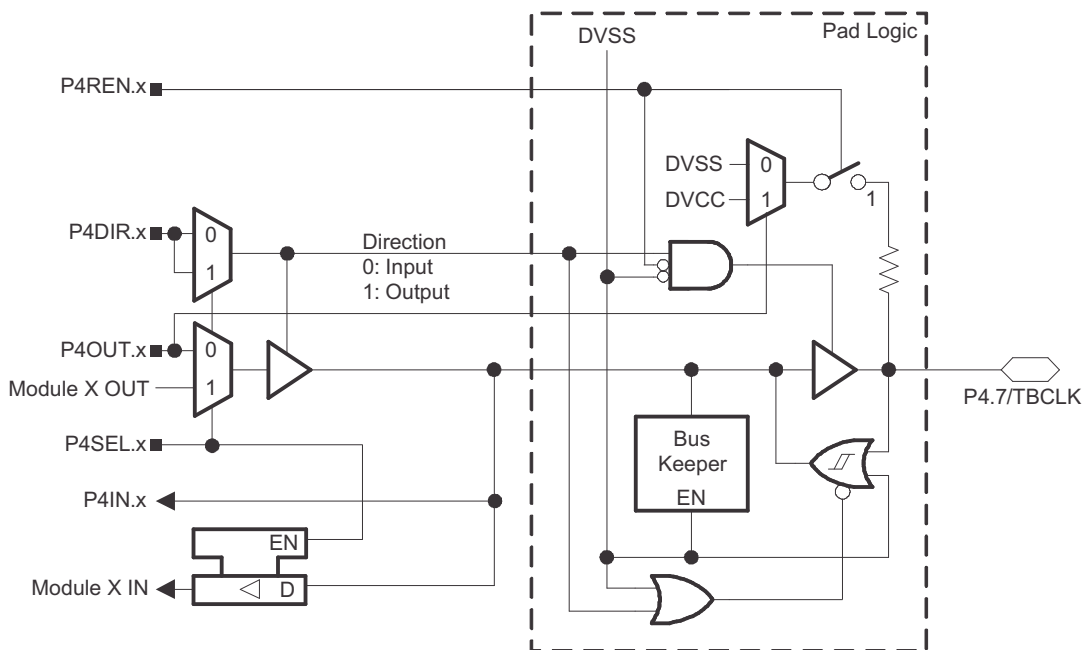 DVSS
Pad Logic
P4REN.x
DVSS
0
DVCC
1
1
P4DIR.x
0
1
Direction
0: Input
1: Output
P4OUT.x
0
Module X OUT
1
P4.7/TBCLK
P4SEL.x
Bus
Keeper
EN
P4IN.x
EN
Module X IN
D